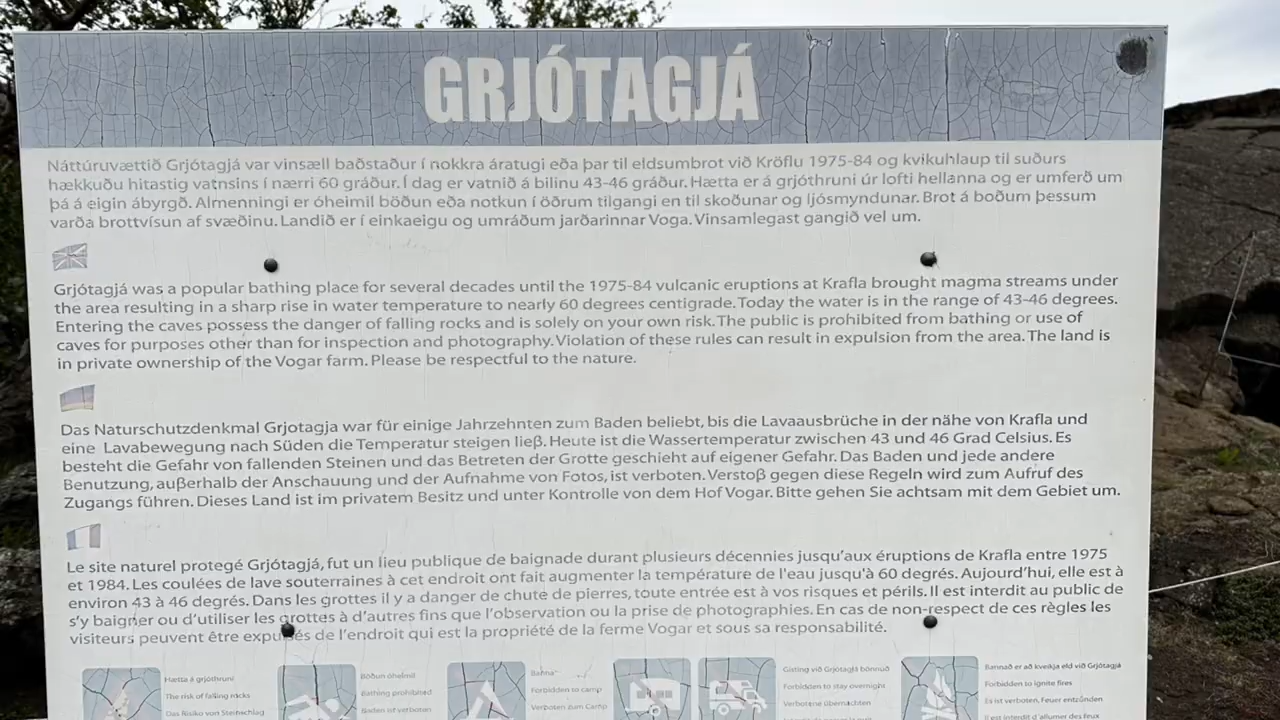 GRJÓTAGJÁ
Náttúruvættið Grjótagjá var vinsæll baðstaður í nokkra áratugi eða þar til eldsumbrot við Kröflu 1975-84 og kvikuhlaup til suðurs
hækkuðu hitastig vatnsins í nærri 60 gráður. Í dag er vatnið á bilinu 43-46 gráður. Hætta er á grjóthruni úr lofti hellanna og er umferð um
þá á eigin ábyrgð. Almenningi er óheimil böðun eða notkun í öðrum tilgangi en til skoðunar og ljósmyndunar. Brot á boðum þessum
varða brottvísun af svæðinu. Landið er í einkaeigu og umráðum jarðarinnar Voga. Vinsamlegast gangið vel um.
Grjótagjá was a popular bathing place for several decades until the 1975-84 vulcanic eruptions at Krafla brought magma streams under
the area resulting in a sharp rise in water temperature to nearly 60 degrees centigrade. Today the water is in the range of 43-46 degrees.
Entering the caves possess the danger of falling rocks and is solely on your own risk. The public is prohibited from bathing or use of
caves for purposes other than for inspection and photography. Violation of these rules can result in expulsion from the area. The land is
in private ownership of the Vogar farm. Please be respectful to the nature.
Das Naturschutzdenkmal Grjotagja war für einige Jahrzehnten zum Baden beliebt, bis die Lavaausbrüche in der nähe von Krafla und
eine Lavabewegung nach Süden die Temperatur steigen ließ. Heute ist die Wassertemperatur zwischen 43 und 46 Grad Celsius. Es
besteht die Gefahr von fallenden Steinen und das Betreten der Grotte geschieht auf eigener Gefahr. Das Baden und jede andere
Benutzung, außerhalb der Anschauung und der Aufnahme von Fotos, ist verboten. Verstoß gegen diese Regeln wird zum Aufruf des
Zugangs führen. Dieses Land ist im privatem Besitz und unter Kontrolle von dem Hof Vogar. Bitte gehen Sie achtsam mit dem Gebiet um.
Le site naturel protegé Grjótagjá, fut un lieu publique de baignade durant plusieurs décennies jusqu'aux éruptions de Krafla entre 1975
et 1984. Les coulées de lave souterraines à cet endroit ont fait augmenter la température de l'eau jusqu'à 60 degrés. Aujourd'hui, elle est à
environ 43 à 46 degrés. Dans les grottes il y a danger de chute de pierres, toute entrée est à vos risques et périls. Il est interdit au public de
s'y baigner ou d'utiliser les grottes à d'autres fins que l'observation ou la prise de photographies. En cas de non-respect de ces règles les
visiteurs peuvent être expulsés de l'endroit qui est la propriété de la ferme Vogar et sous sa responsabilité.
Hætta á grjóthruni
The risk of falling rocks
Das Risiko von Steinschlag
Böðun óheimil
Bathing prohibited
Baden ist verboten
Forbidden to camp
Verboten zum Camp
Gisting við Grjótagjá bönnuð
Forbidden to stay overnight
Verbotene übernachten
Bannað er að kveikja eld við Grjótagjá
Forbidden to ignite fires
Es ist verboten, Feuer entzünden
Il est interdit d'allumer des feux